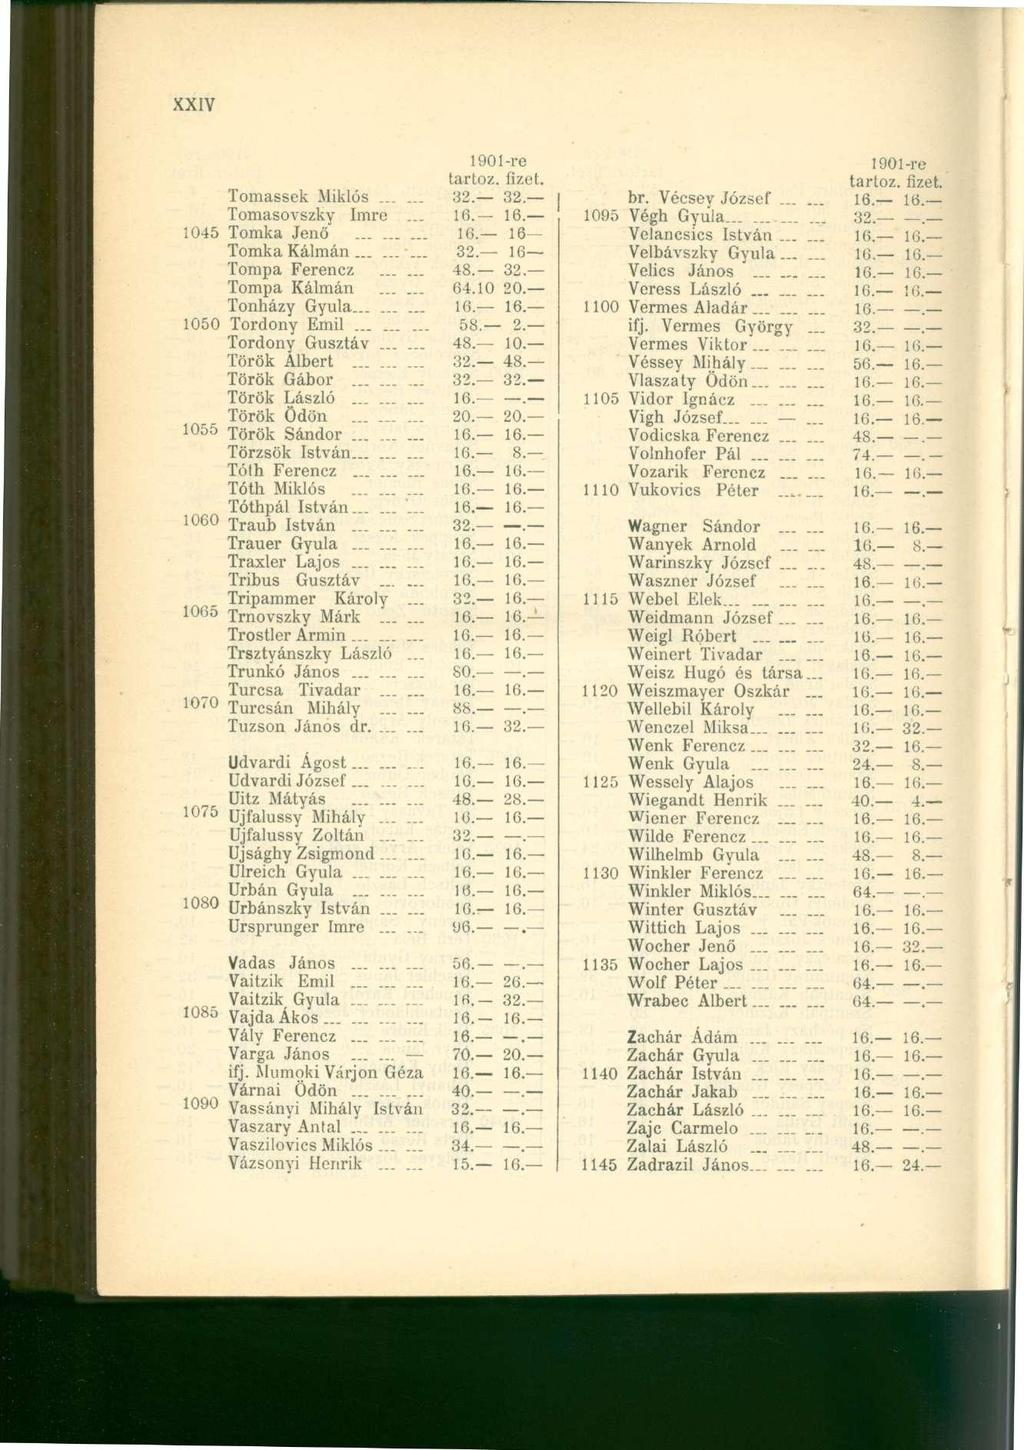 XXIV
1901-re
tartoz. fizet.
Tomassek Miklós 32.— 32.—
Tomasovszky Imre 16.— 16.—
1045 Tomka Jenő 16.— 16—
Tomka Kálmán 32.— 16—
Tompa Ferencz 48.— 32.—
Tompa Kálmán 64.10 20.—
Tonházy Gyula 16.— 16.—
1050 Tordony Emil 58.— 2.—
Tordony Gusztáv 48.— 10.—
Török Álbert 32.— 48.—
Török Gábor 32.— 32.—
Török László 16.— —.—
Török Ödön 20.— 20.—
1055 Török Sándor 16.— 16.—
Törzsök István 16.— 8.—
Tóth Ferencz 16.— 16.—
Tóth Miklós 16.— 16.—
Tóthpál István 16.— 16.—
1060 Traub István 32.— —.—
Trauer Gyula 16.— 16.—
Traxler Lajos 16.— 16.—
Tribus Gusztáv 16.— 16.—
Tripammer Károly 32.— 16.—
1065 Trnovszky Márk 16.— 16.—
Trostler Armin 16.— 16.—
Trsztyánszky László 16.— 16.—
Trunkó János 80.— —.—
Turcsa Tivadar 16.— 16.—
1070 Turcsán Mihály 88.— —.—
Tuzson János dr. 16.— 32.—
Udvardi Ágost 16.— 16.—
Udvardi József 16.— 16.—
Uitz Mátyás 48.— 28.—
1075 Ujfalussy Mihály 16.— 16.—
Ujfalussy Zoltán 32.— —.—
Ujsághy Zsigmond 16.— 16.—
Ulreich Gyula 16.— 16.—
Urbán Gyula 16.— 16.—
1080 Urbánszky István 16.— 16.—
Ursprunger Imre 96.— —.—
Vadas János 56.— —.—
Vaitzik Emil 16.— 26.—
Vaitzik Gyula 16.— 32.—
1085 Vajda Ákos 16.— 16.—
Vály Ferencz 16.— —.—
Varga János — 70.— 20.—
ifj. Mumoki Várjon Géza 16.— 16.—
Várnai Ödön 40.— —.—
1090 Vassányi Mihály István 32.— —.—
Vaszary Antal 16.— 16.—
Vaszilovics Miklós 34.— —.—
Vázsonyi Henrik 15.— 16.—
1901-re
tartoz. fizet.
br. Vécsey József 16.— 16.—
1095 Végh Gyula 32.— —.—
Velancsics István 16.— 16.—
Velbávszky Gyula 16.— 16.—
Velics János 16.— 16.—
Veress László 16.— 16.—
1100 Vermes Aladár 16.— —.—
ifj. Vermes György 32.— —.—
Vermes Viktor 16.— 16.—
Véssey Mihály 56.— 16.—
Vlaszaty Ödön 16.— 16.—
1105 Vidor Ignácz 16.— 16.—
Vigh József — 16.— 16.—
Vodicska Ferencz 48.— —.—
Volnhofer Pál 74.— —.—
Vozarik Ferencz 16.— 16.—
1110 Vukovics Péter 16.— —.—
Wagner Sándor 16.— 16.—
Wanyek Arnold 16.— 8.—
Warinszky József 48.— —.—
Waszner József 16.— 16.—
1115 Webel Elek 16.— —.—
Weidmann József 16.— 16.—
Weigl Róbert 16.— 16.—
Weinert Tivadar 16.— 16.—
Weisz Hugó és társa 16.— 16.—
1120 Weiszmayer Oszkár 16.— 16.—
Wellebil Károly 16.— 16.—
Wenczel Miksa 16.— 32.—
Wenk Ferencz 32.— 16.—
Wenk Gyula 24.— 8.—
1125 Wessely Alajos 16.— 16.—
Wiegandt Henrik 40.— 4.—
Wiener Ferencz 16.— 16.—
Wilde Ferencz 16.— 16.—
Wilhelmb Gyula 48.— 8.—
1130 Winkler Ferencz 16.— 16.—
Winkler Miklós 64.— —.—
Winter Gusztáv 16.— 16.—
Wittich Lajos 16.— 16.—
Wocher Jenő 16.— 32.—
1135 Wocher Lajos 16.— 16.—
Wolf Péter 64.— —.—
Wrabec Albert 64.— —.—
Zachár Ádám 16.— 16.—
Zachár Gyula 16.— 16.—
1140 Zachár István 16.— —.—
Zachár Jakab 16.— 16.—
Zachár László 16.— 16.—
Zajc Carmelo 16.— —.—
Zalai László 48.— —.—
1145 Zadrazil János 16.— 24.—